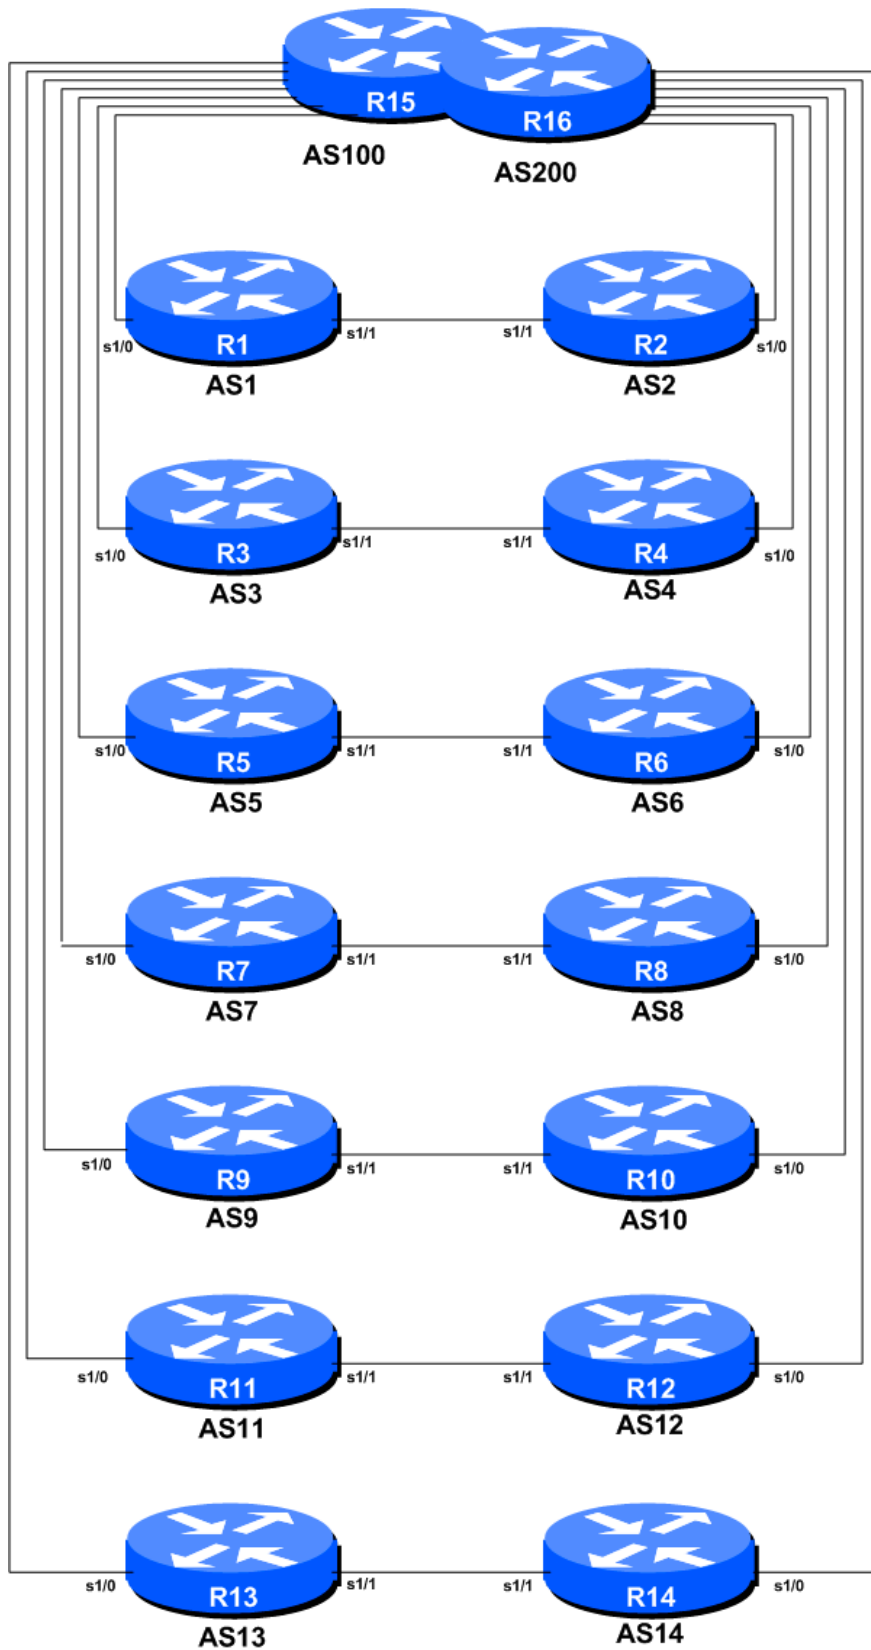 R15
R16
AS100
AS200
R1
R2
s1/0
s1/1
s1/1
s1/0
AS1
AS2
R3
R4
s1/0
s1/1
s1/1
s1/0
AS3
AS4
R5
R6
s1/0
s1/1
s1/1
s1/0
AS5
AS6
R7
R8
s1/0
s1/1
s1/1
s1/0
AS7
AS8
R9
R10
s1/0
s1/1
s1/1
s1/0
AS9
AS10
R11
R12
s1/0
s1/1
s1/1
s1/0
AS11
AS12
R13
R14
s1/0
s1/1
s1/1
s1/0
AS13
AS14